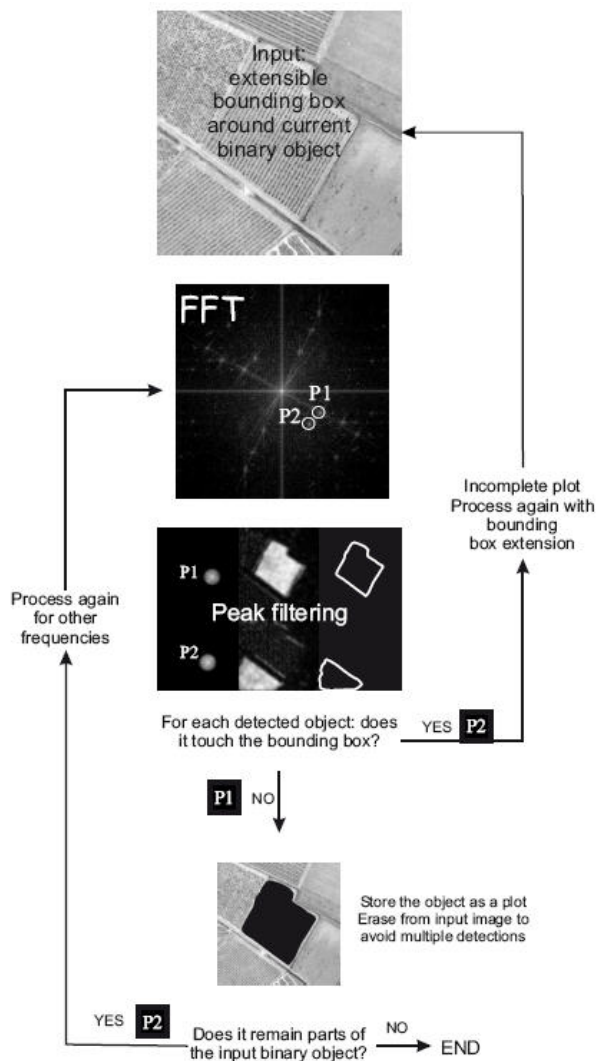 Input:
extensible
bounding box
around current
binary object
FFT
P1
P2
Incomplete plot
Process again with
bounding
box extension
P1
Peak filtering
P2
Process again
for other
frequencies
For each detected object: does
it touch the bounding box?
YES P2
P1 NO
Store the object as a plot
Erase from input image to
avoid multiple detections
YES P2
Does it remain parts of
the input binary object?
NO
END